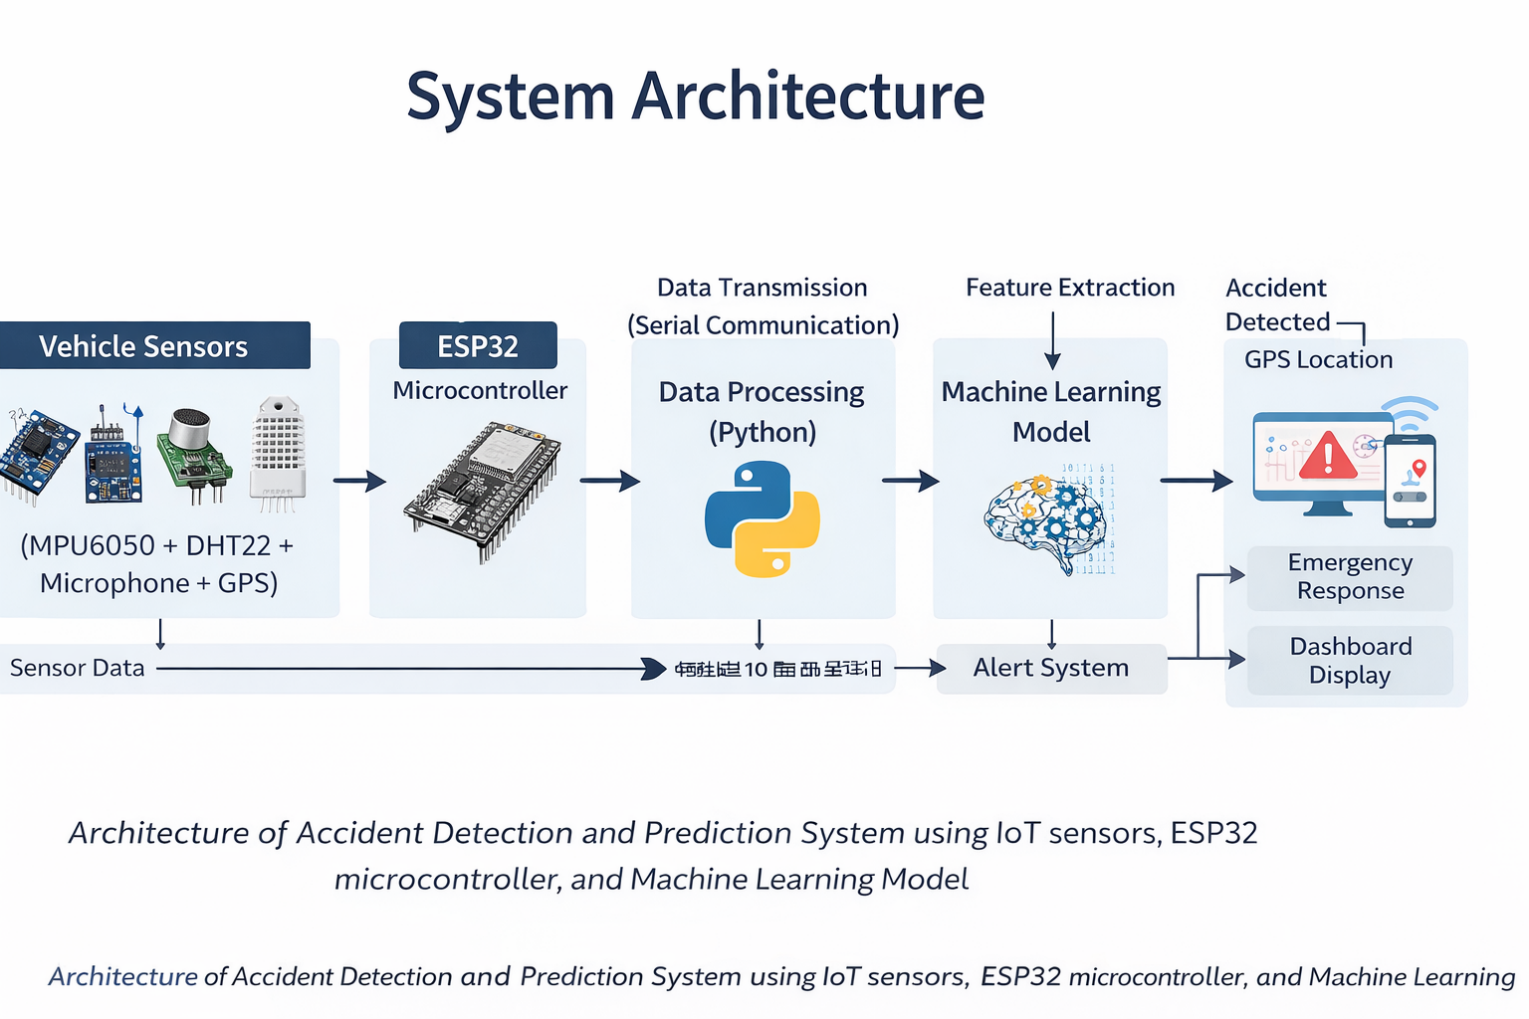 System Architecture
Data Transmission
(Serial Communication)
Feature Extraction
Accident
Detected
GPS Location
Vehicle Sensors
ESP32
Microcontroller
Data Processing
(Python)
Machine Learning
Model
(MPU6050 + DHT22 +
Microphone + GPS)
Emergency
Response
Sensor Data
10
Alert System
Dashboard
Display
Architecture of Accident Detection and Prediction System using IoT sensors, ESP32
microcontroller, and Machine Learning Model
Architecture of Accident Detection and Prediction System using IoT sensors, ESP32 microcontroller, and Machine Learning